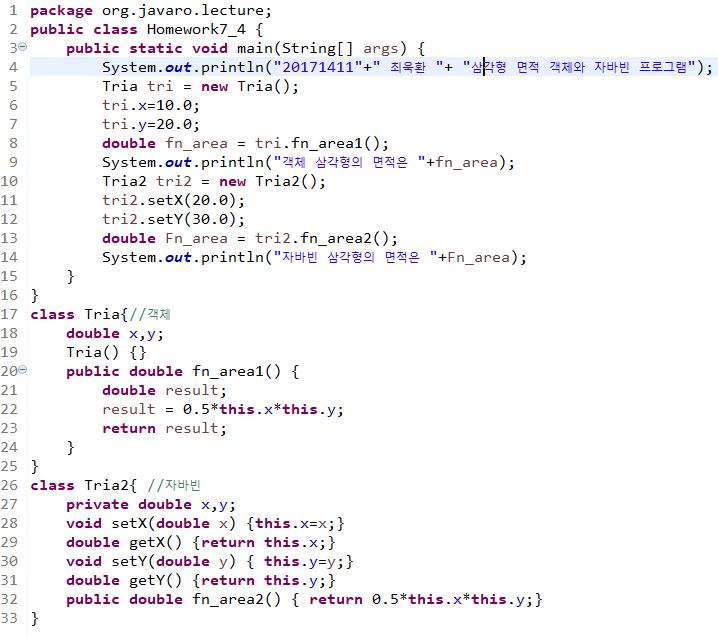 1 package org.javaro.lecture;
2 public class Homework7_4 {
3 public static void main(String[] args) {
4 System.out.println("20171411"+" 최욱환 "+ "삼각형 면적 객체와 자바빈 프로그램");
5 Tria tri = new Tria();
6 tri.x=10.0;
7 tri.y=20.0;
8 double fn_area = tri.fn_area1();
9 System.out.println("객체 삼각형의 면적은 "+fn_area);
10 Tria2 tri2 = new Tria2();
11 tri2.setX(20.0);
12 tri2.setY(30.0);
13 double Fn_area = tri2.fn_area2();
14 System.out.println("자바빈 삼각형의 면적은 "+Fn_area);
15 }
16 }
17 class Tria{//객체
18 double x,y;
19 Tria() {}
20 public double fn_area1() {
21 double result;
22 result = 0.5*this.x*this.y;
23 return result;
24 }
25 }
26 class Tria2{ //자바빈
27 private double x,y;
28 void setX(double x) {this.x=x;}
29 double getX() {return this.x;}
30 void setY(double y) { this.y=y;}
31 double getY() {return this.y;}
32 public double fn_area2() { return 0.5*this.x*this.y;}
33 }